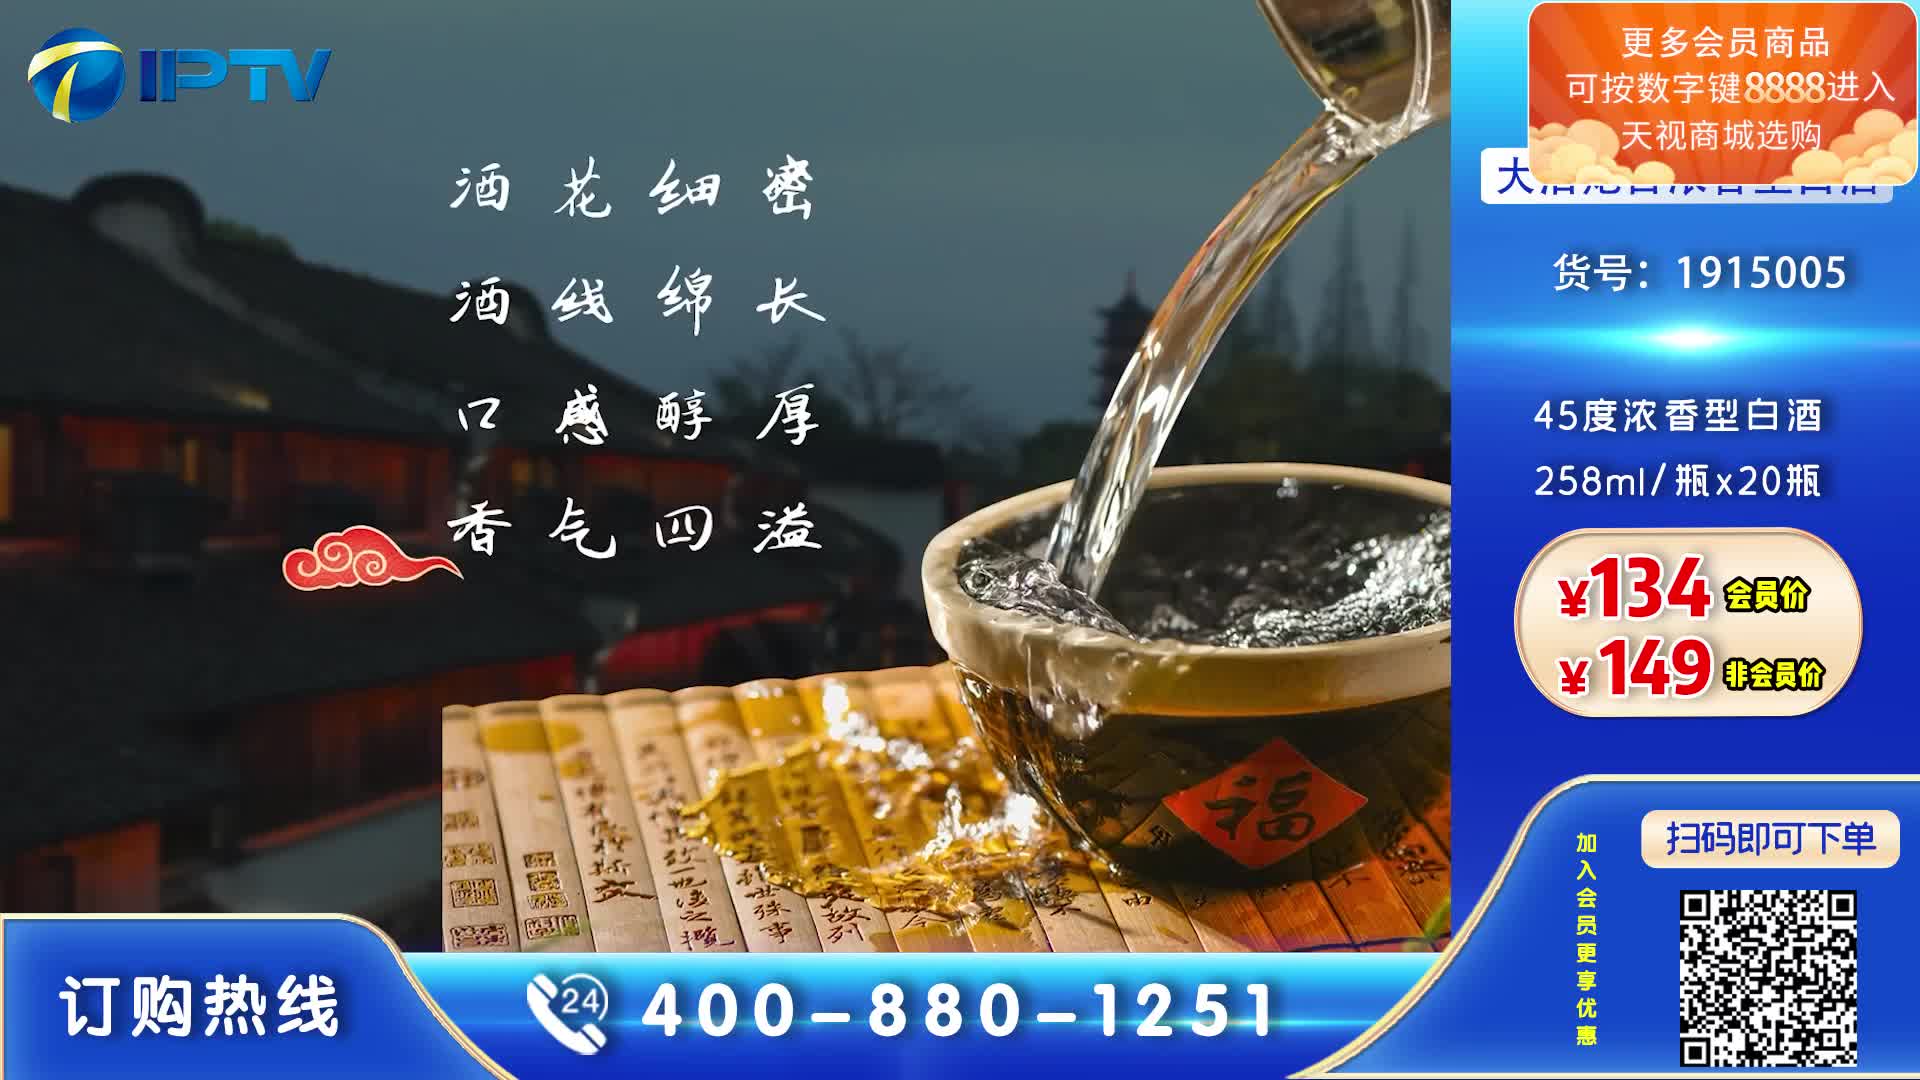 IPTV
酒花细密
酒线绵长
口感醇厚
香气四溢
福
更多会员商品
可按数字键8888进入
天视商城选购
货号：1915005
45度浓香型白酒
258ml/瓶x20瓶
¥134 会员价
¥149 非会员价
扫码即可下单
加入会员更享优惠
订购热线
24
400-880-1251